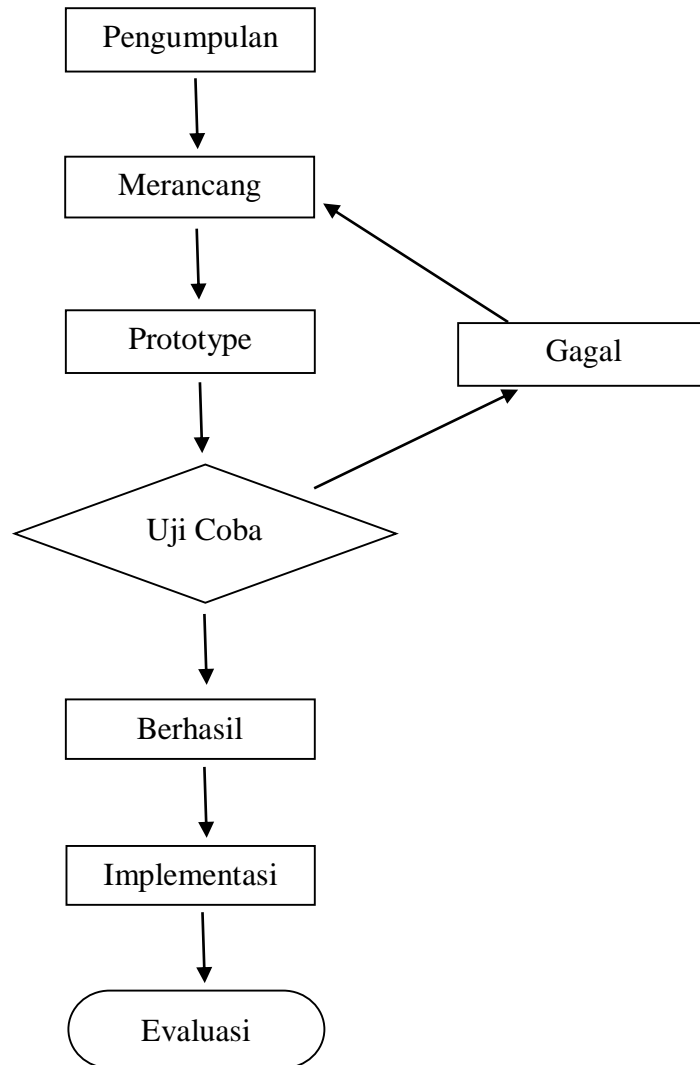 Pengumpulan
Merancang
Prototype
Gagal
Uji Coba
Berhasil
Implementasi
Evaluasi